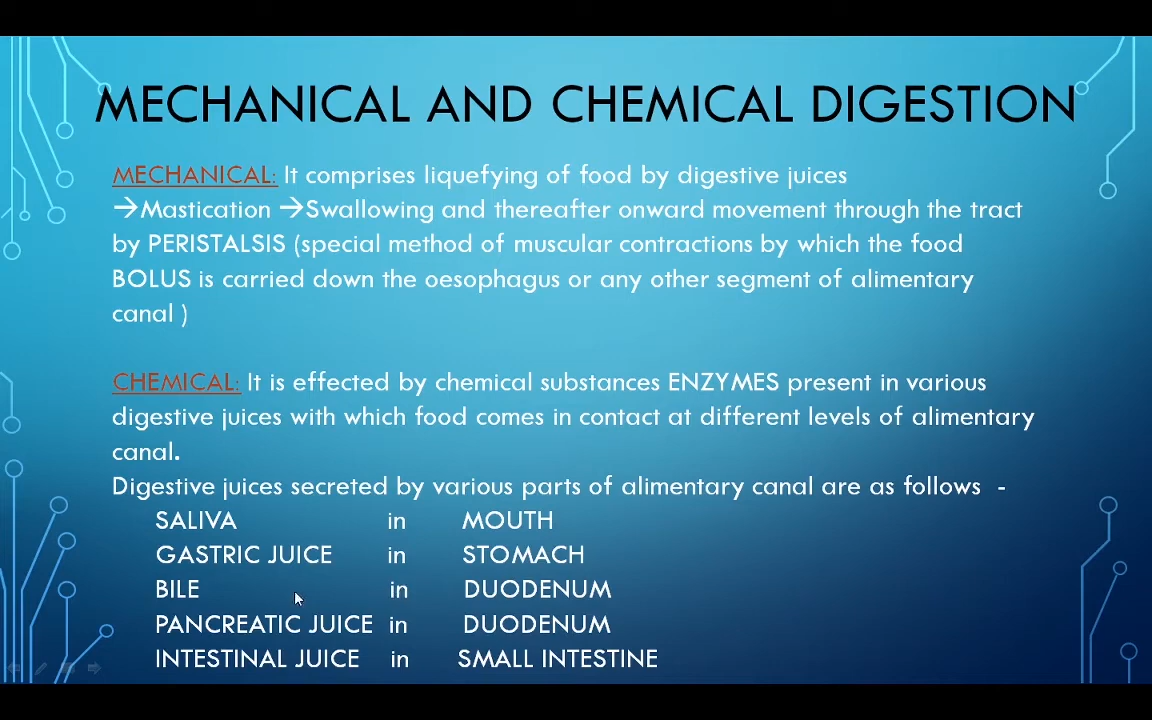 MECHANICAL AND CHEMICAL DIGESTION
MECHANICAL: It comprises liquefying of food by digestive juices
→Mastication →Swallowing and thereafter onward movement through the tract
by PERISTALSIS (special method of muscular contractions by which the food
BOLUS is carried down the oesophagus or any other segment of alimentary
canal )
CHEMICAL: It is effected by chemical substances ENZYMES present in various
digestive juices with which food comes in contact at different levels of alimentary
canal.
Digestive juices secreted by various parts of alimentary canal are as follows -
SALIVA in MOUTH
GASTRIC JUICE in STOMACH
BILE in DUODENUM
PANCREATIC JUICE in DUODENUM
INTESTINAL JUICE in SMALL INTESTINE